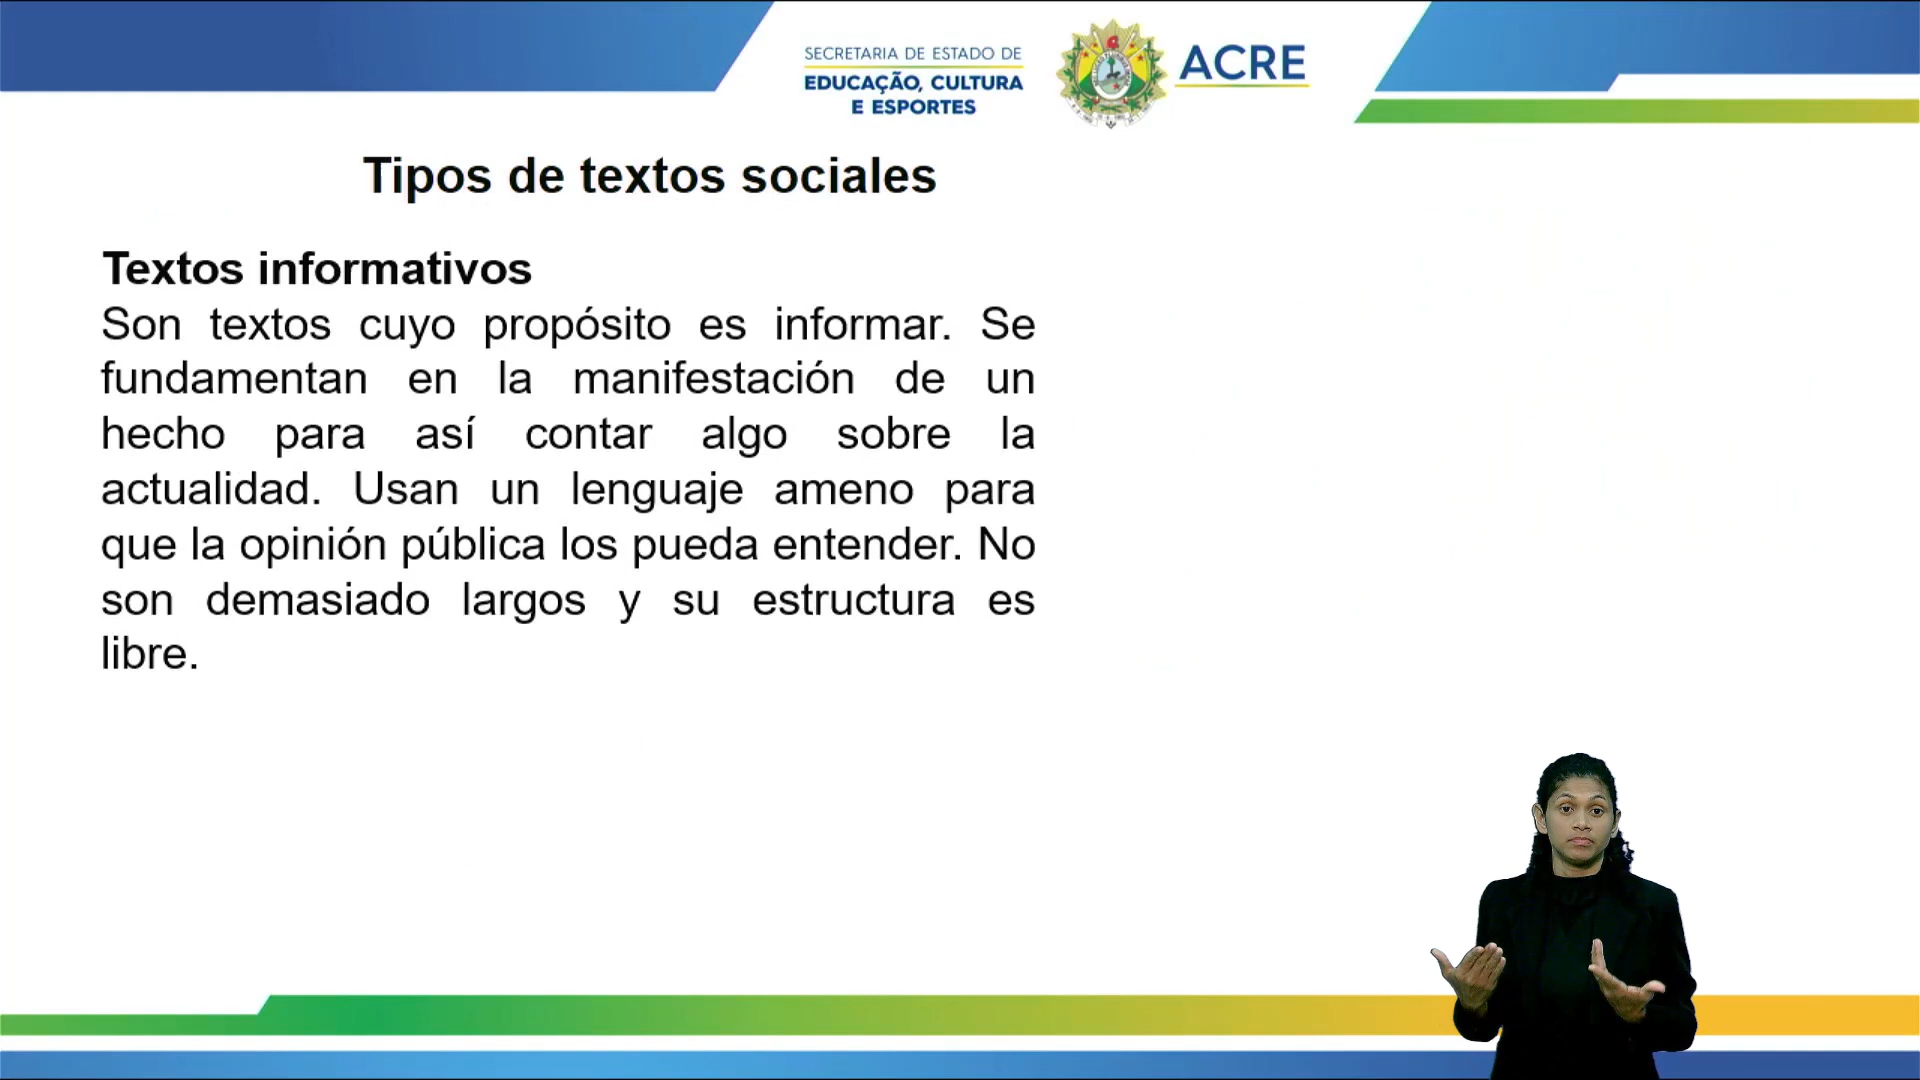 SECRETARIA DE ESTADO DE
EDUCAÇÃO, CULTURA
E ESPORTES
ACRE
Tipos de textos sociales
Textos informativos
Son textos cuyo propósito es informar. Se
fundamentan en la manifestación de un
hecho para así contar algo sobre la
actualidad. Usan un lenguaje ameno para
que la opinión pública los pueda entender. No
son demasiado largos y su estructura es
libre.